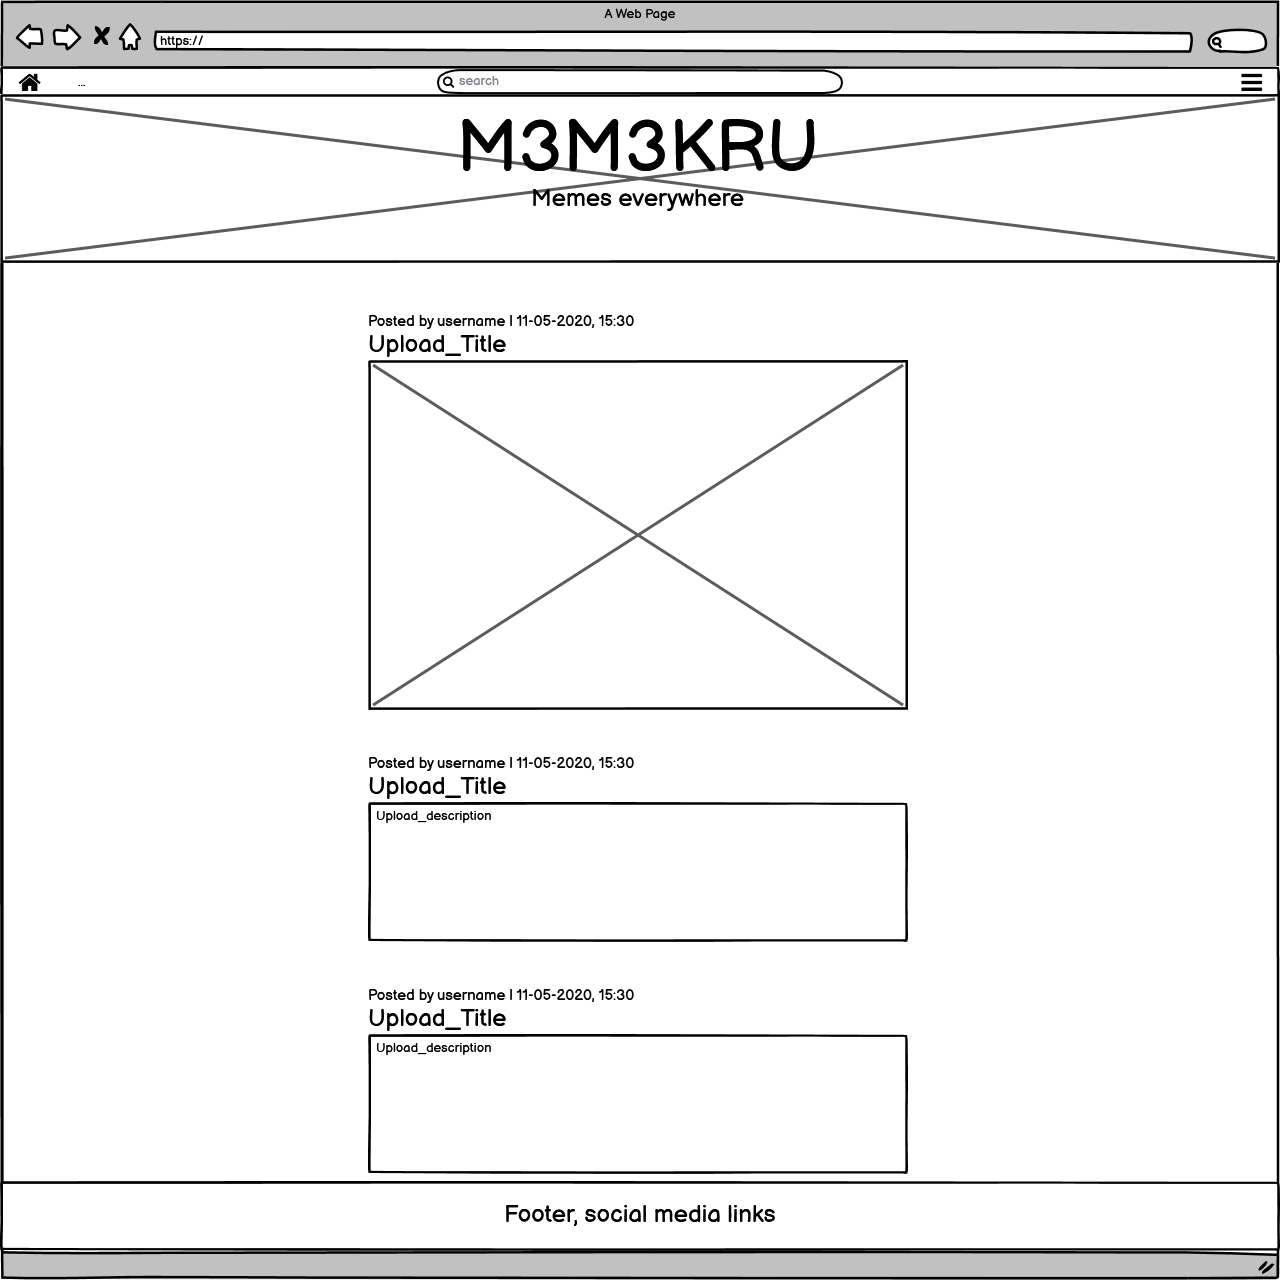 A Web Page
https://
...
search
M3M3KRU
Memes everywhere
Posted by username | 11-05-2020, 15:30
Upload_Title
Posted by username | 11-05-2020, 15:30
Upload_Title
Upload_description
Posted by username | 11-05-2020, 15:30
Upload_Title
Upload_description
Footer, social media links